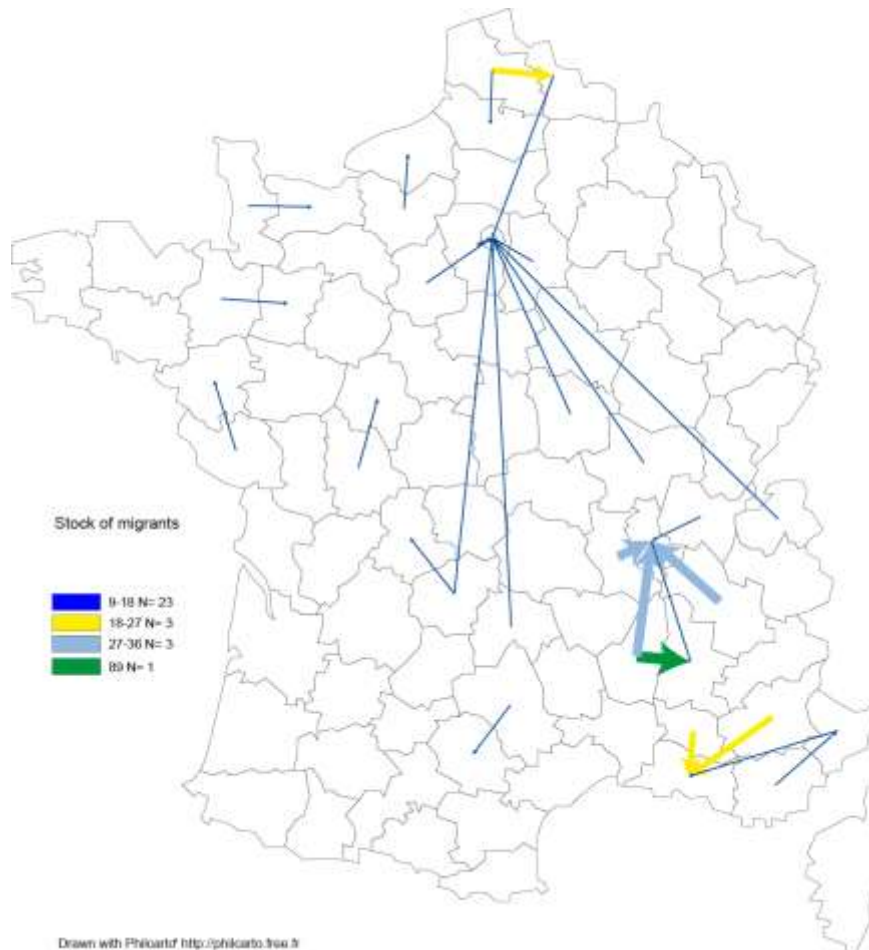 Stock of migrants
9-18 N= 23
18-27 N= 3
27-36 N= 3
89 N= 1
Drawn with Philcarto* http://philcarto.free.fr